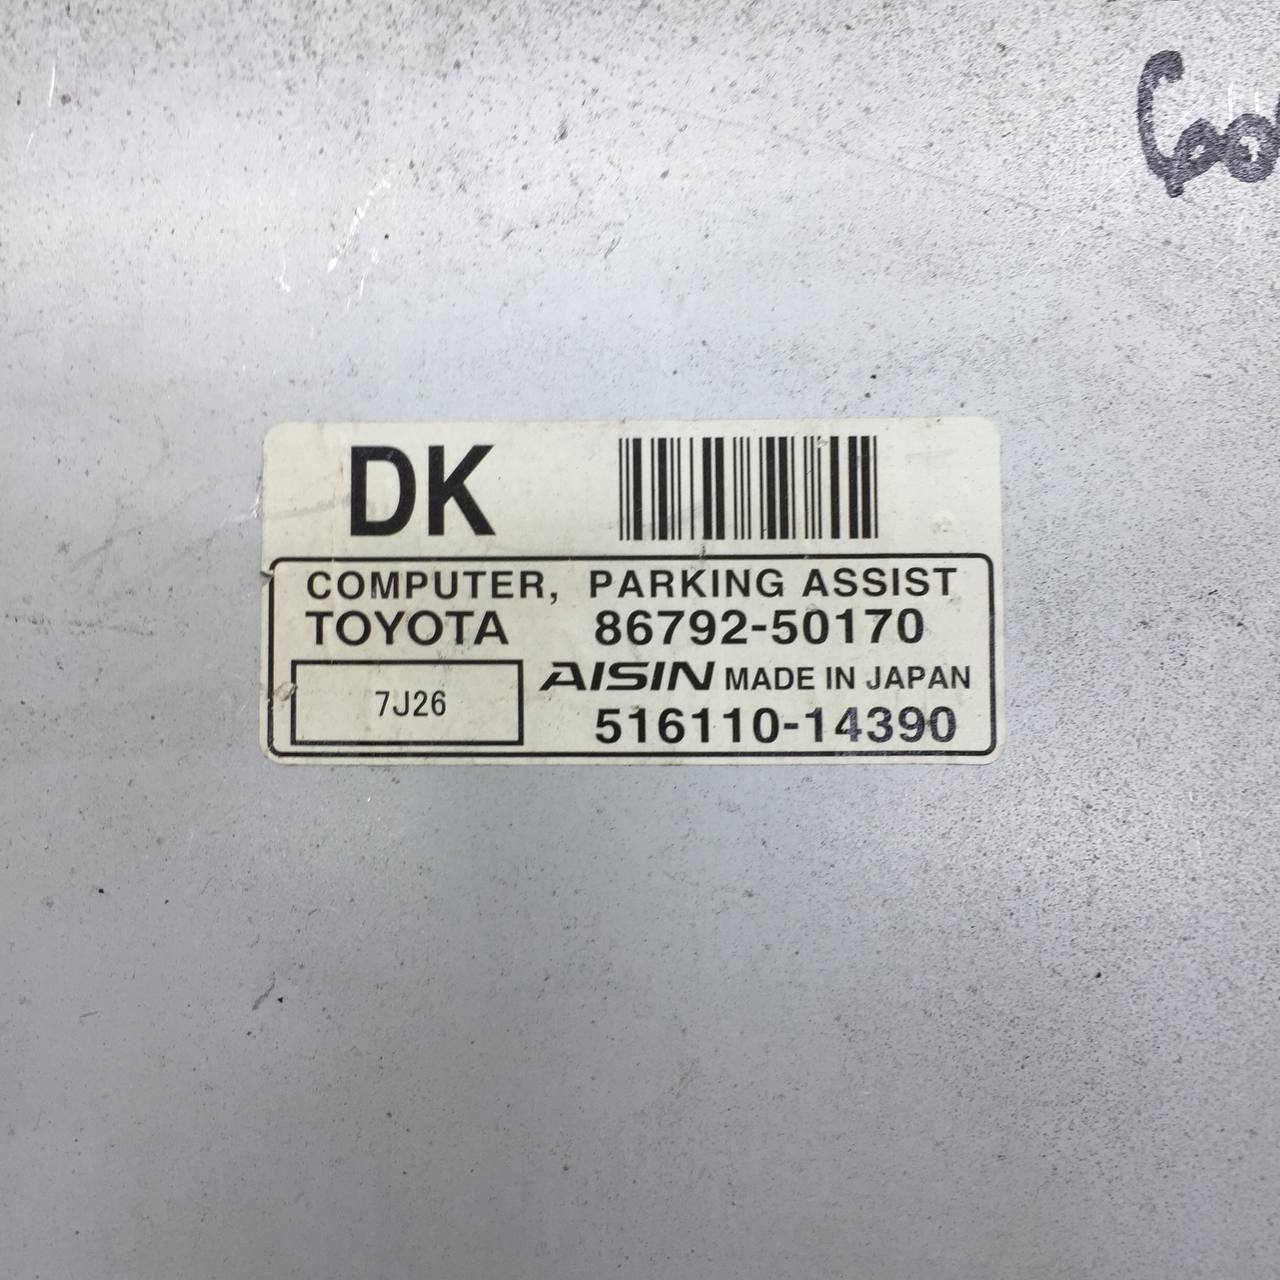 DK
COMPUTER, PARKING ASSIST
TOYOTA 86792-50170
7J26
AISIN MADE IN JAPAN
516110-14390